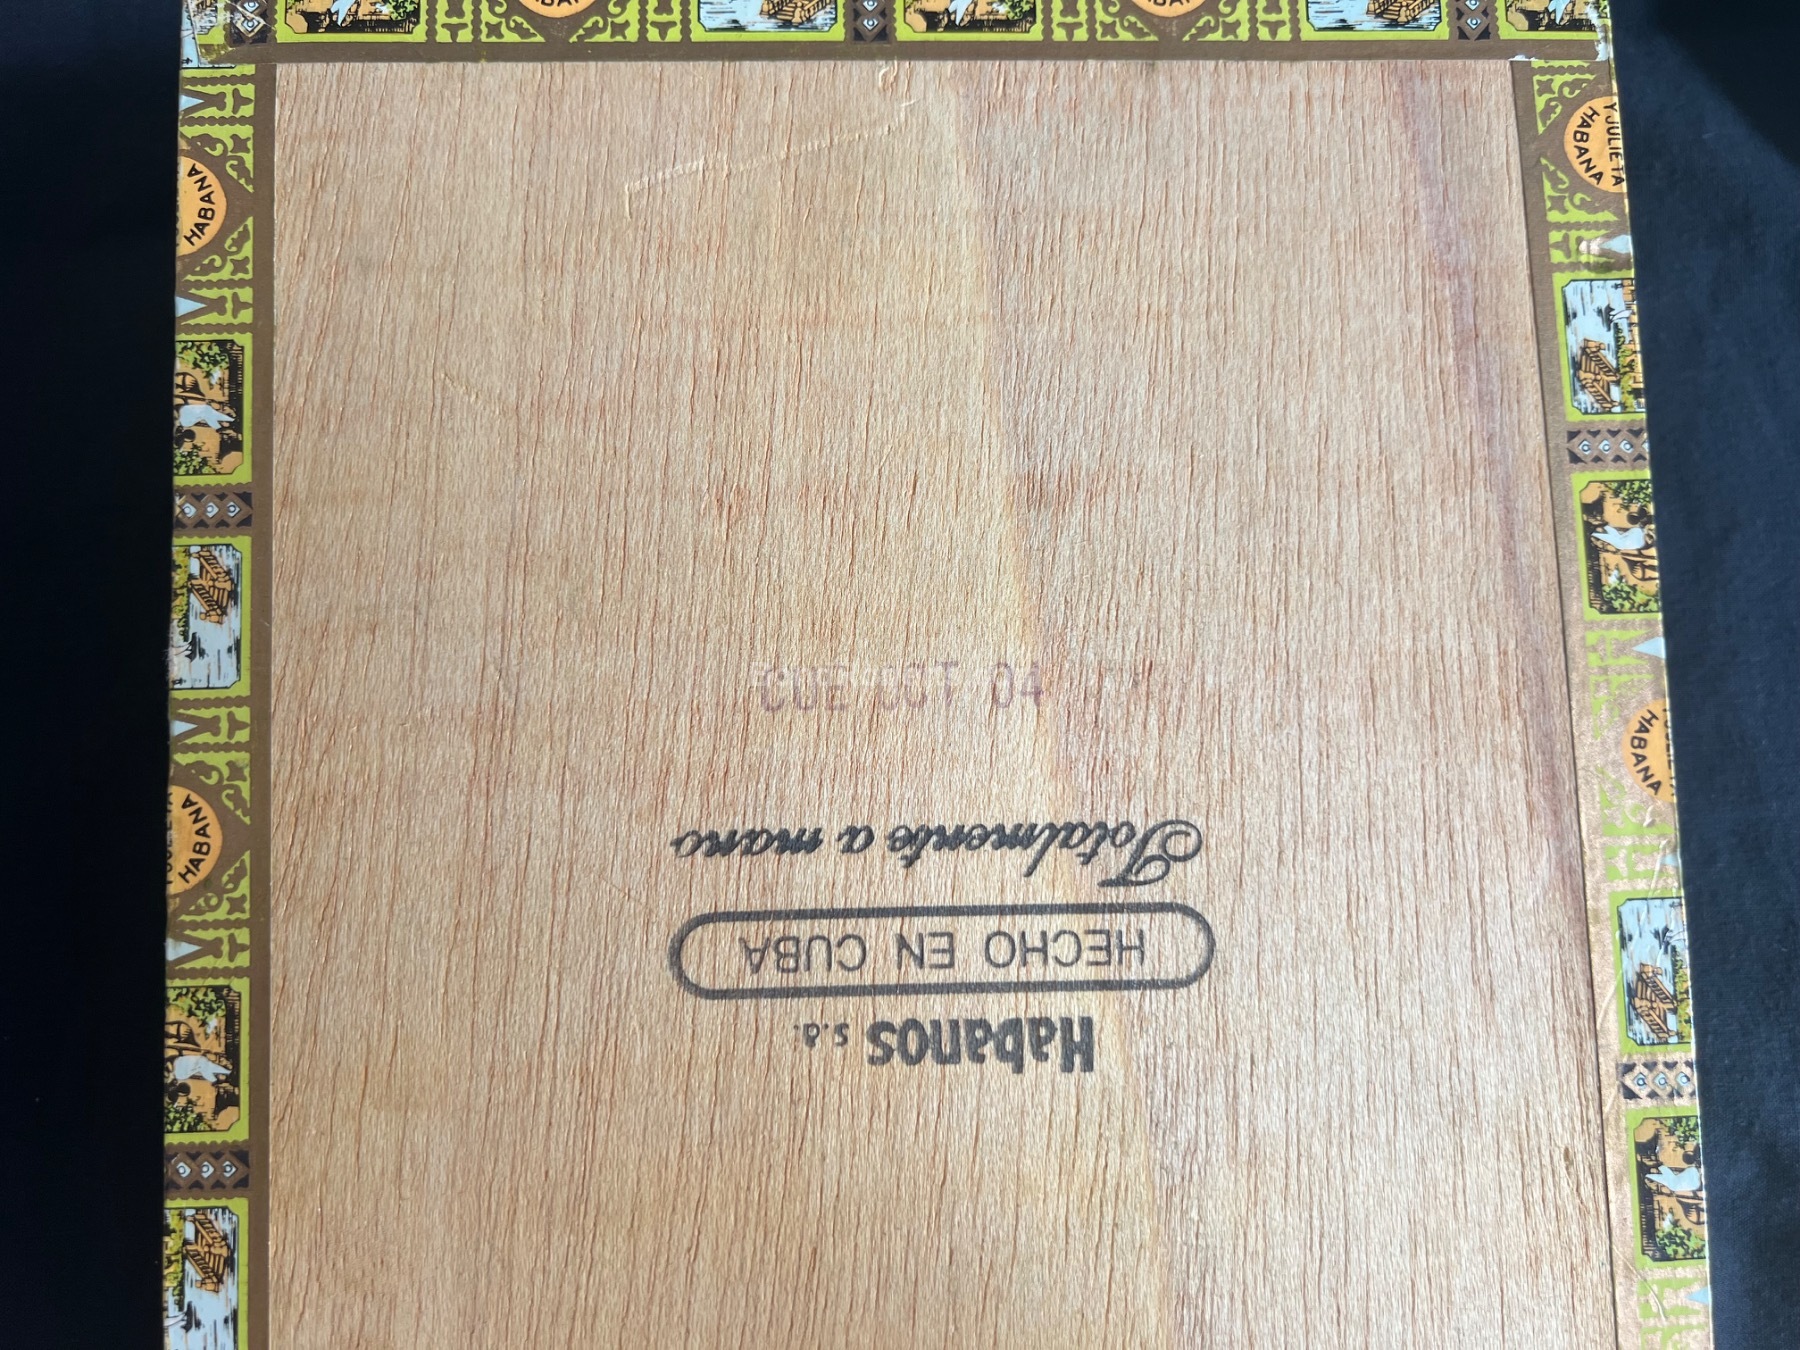 CUE OCT 04
Totalmente a mano
HECHO EN CUBA
Habanos s.a.
Y JULIETA
HABANA
HABANA
HABANA
HABANA